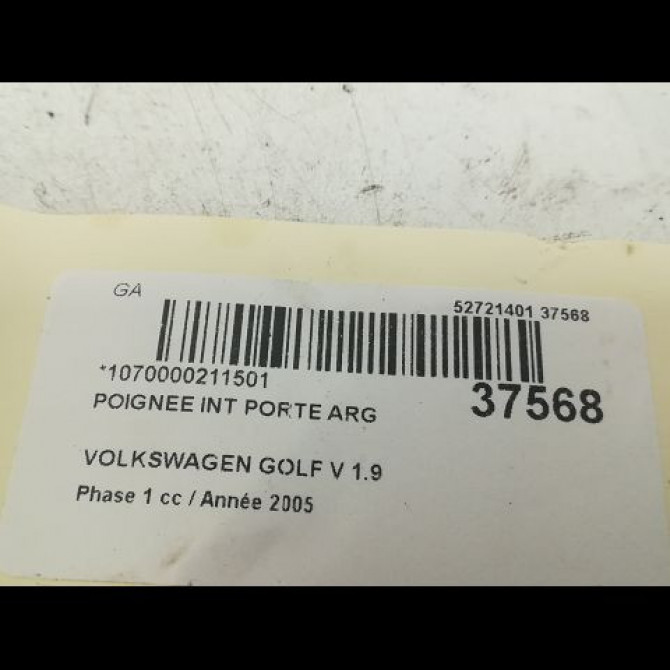 GA
52721401 37568
*1070000211501
37568
POIGNEE INT PORTE ARG
VOLKSWAGEN GOLF V 1.9
Phase 1 cc / Année 2005